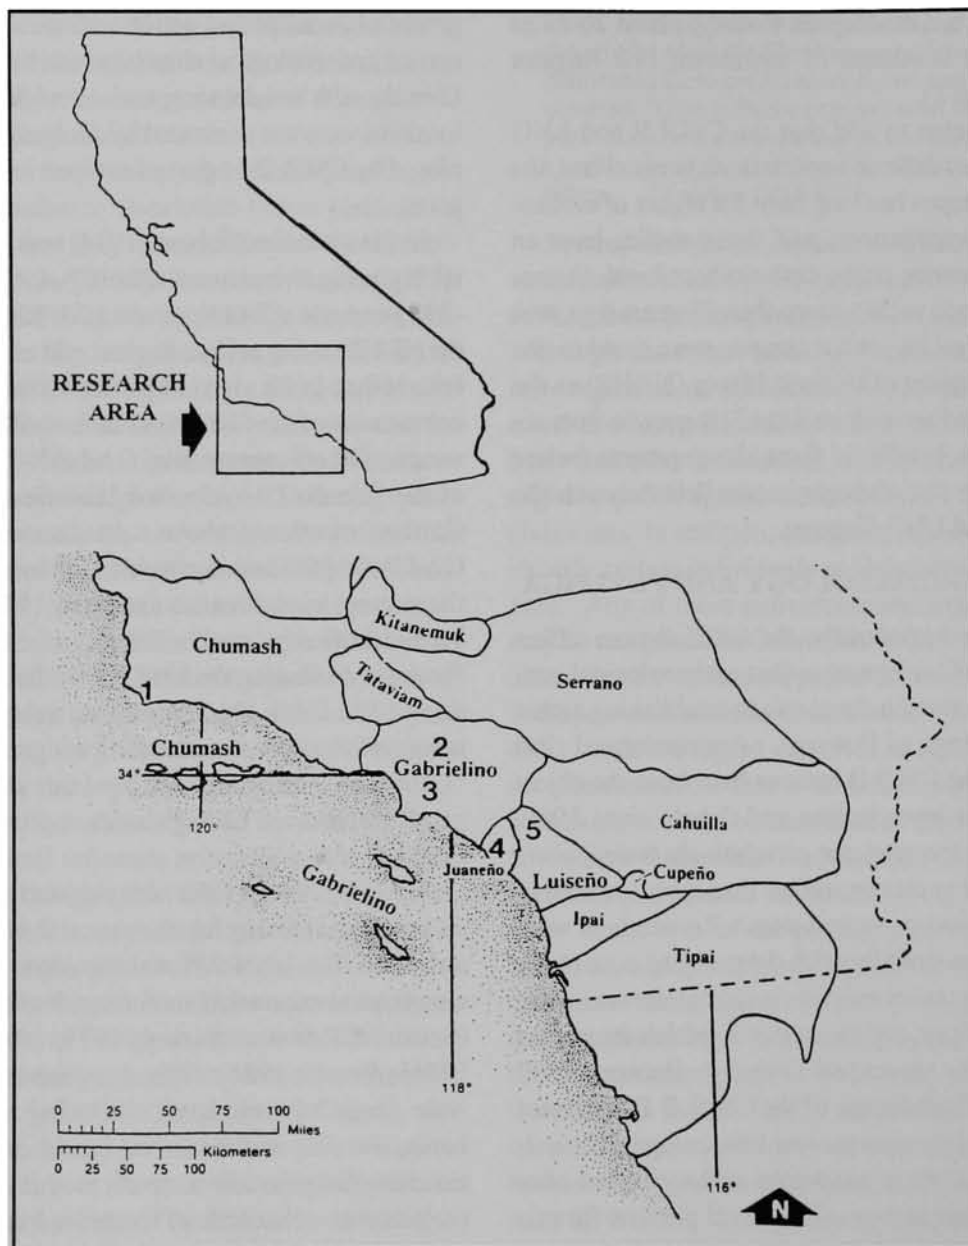 RESEARCH
AREA
Kitanemuk
Chumash
Tataviam
Serrano
1
Chumash
2
34°
Gabrielino
3
120°
Cahuilla
5
4
Juaneño
Cupeño
Luiseño
Gabrielino
Ipai
Tipai
118°
0 25 50 75 100
Miles
Kilometers
0 25 50 75 100
116°
N